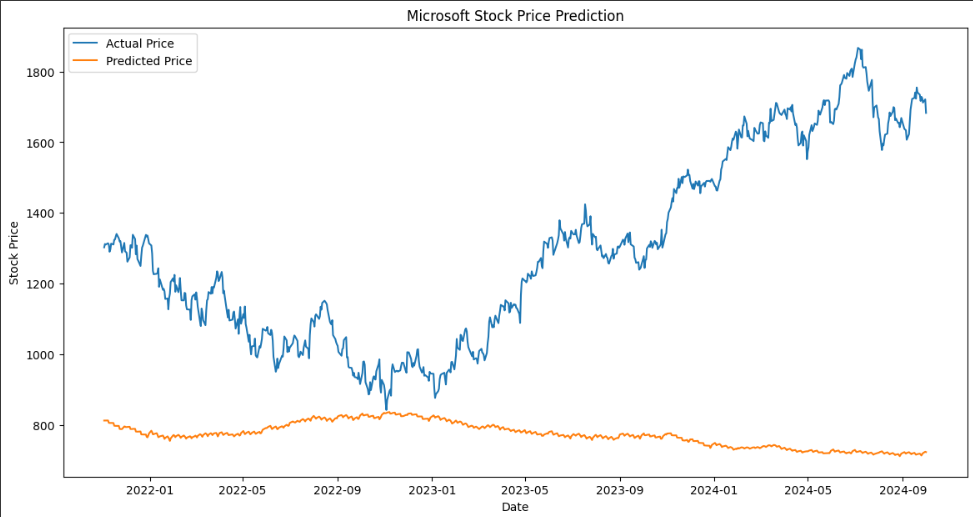 Microsoft Stock Price Prediction
Actual Price
Predicted Price
1800
1600
1400
1200
1000
800
Stock Price
2022-01 2022-05 2022-09 2023-01 2023-05 2023-09 2024-01 2024-05 2024-09
Date